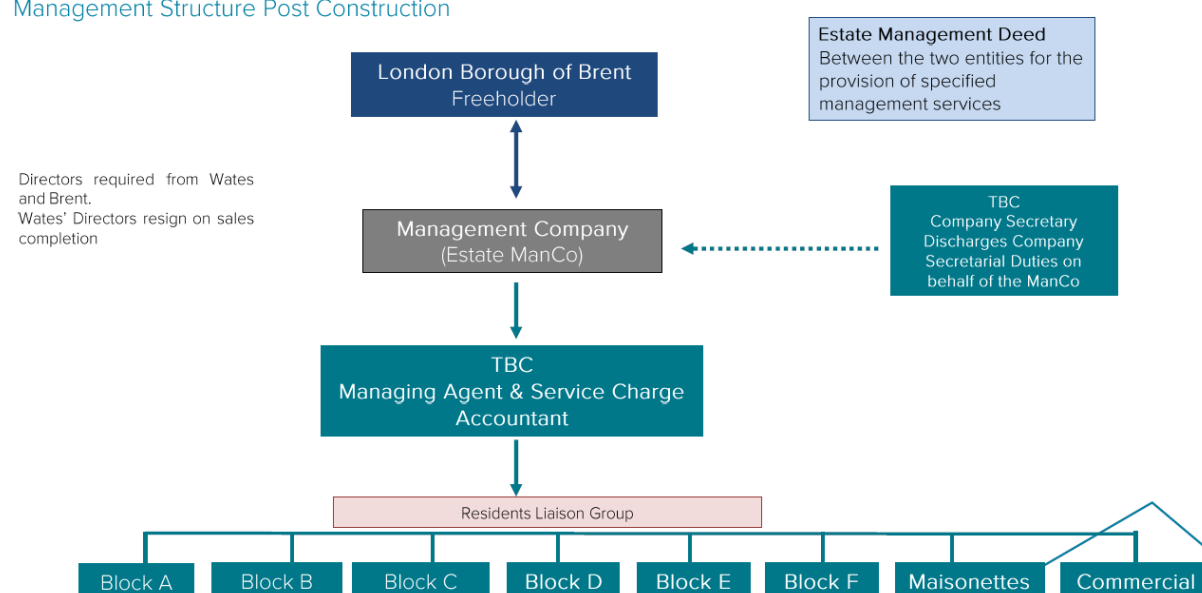 Management Structure Post Construction
London Borough of Brent
Freeholder
Estate Management Deed
Between the two entities for the
provision of specified
management services
Directors required from Wates
and Brent.
Wates’ Directors resign on sales
completion
Management Company
(Estate ManCo)
TBC
Company Secretary
Discharges Company
Secretarial Duties on
behalf of the ManCo
TBC
Managing Agent & Service Charge
Accountant
Residents Liaison Group
Block A
Block B
Block C
Block D
Block E
Block F
Maisonettes
Commercial